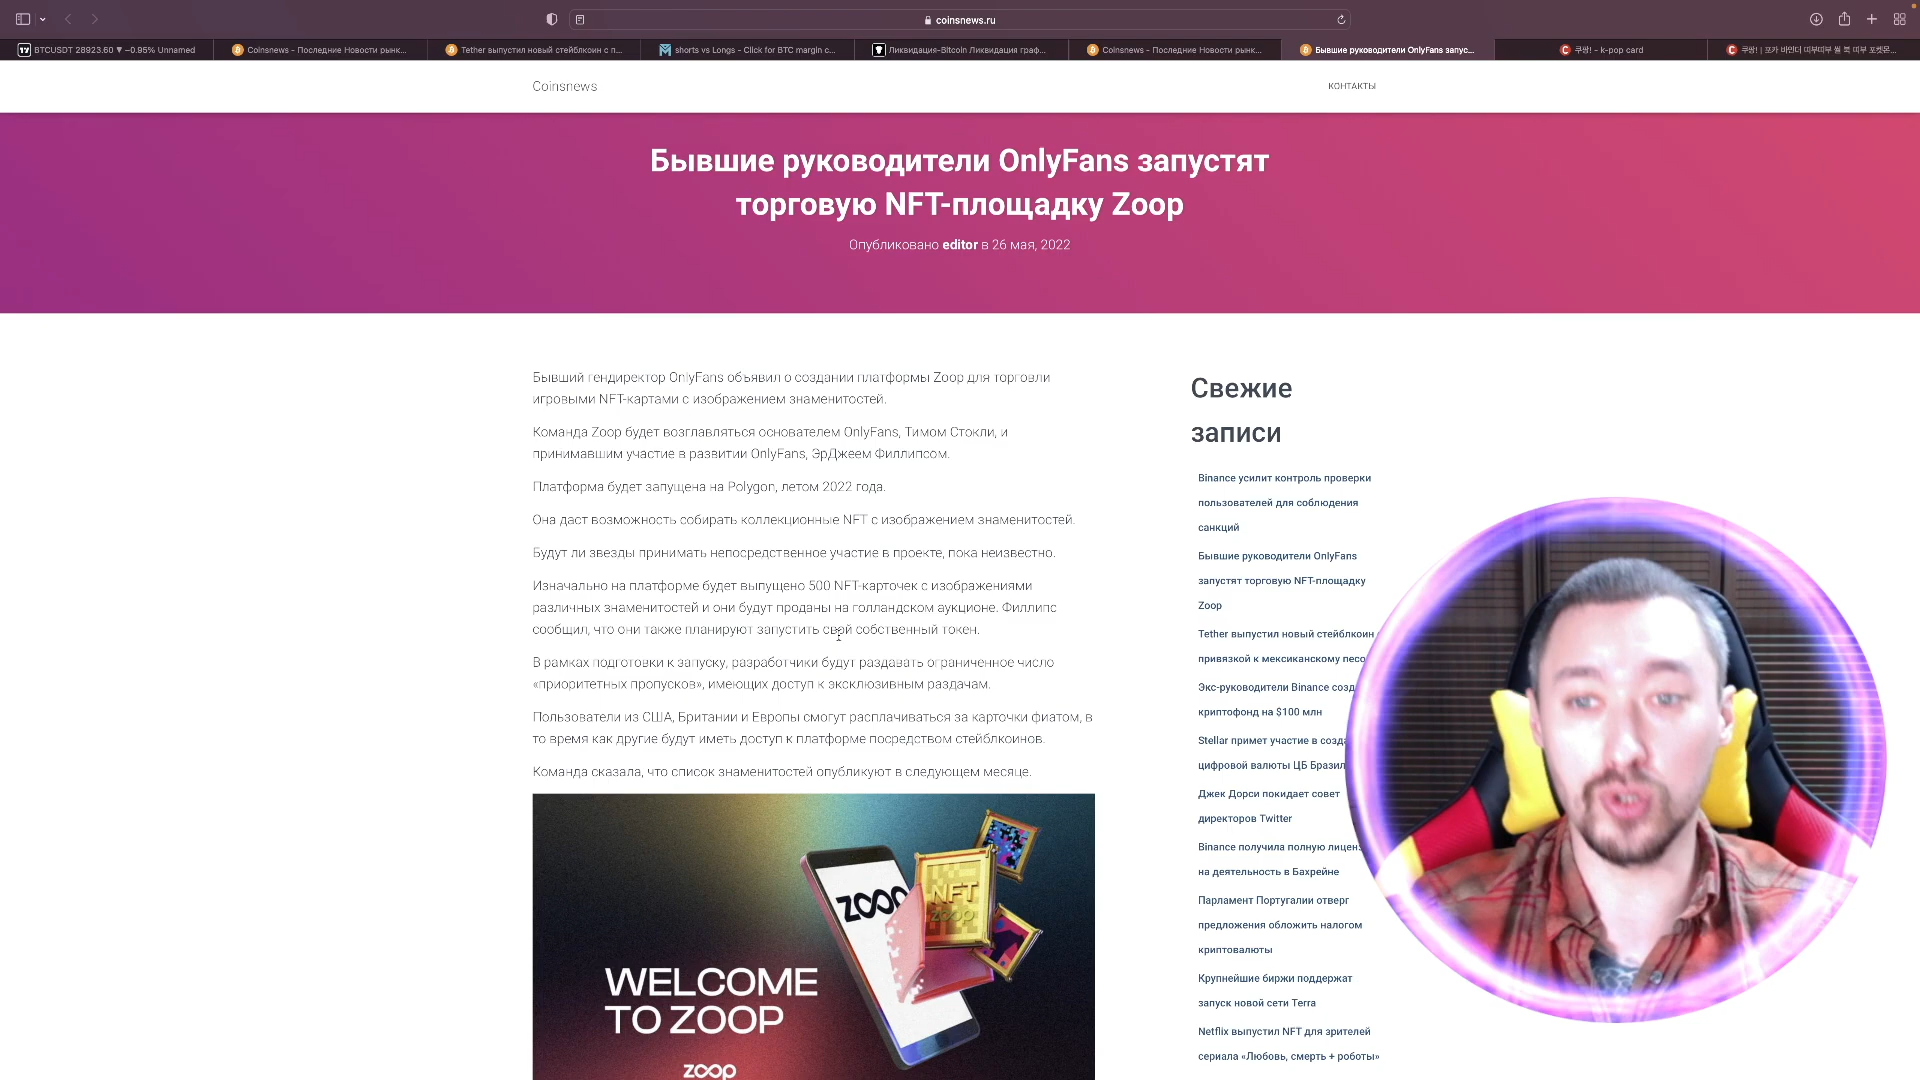 coinsnews.ru
BTCUSDT 28923.60 ▼ −0.95% Unnamed
Coinsnews - Последние Новости рынк...
Tether выпустил новый стейблкоин с п...
shorts vs Longs - Click for BTC margin c...
Ликвидация-Bitcoin Ликвидация граф...
Coinsnews - Последние Новости рынк...
Бывшие руководители OnlyFans запус...
쿠팡! - k-pop card
Coinsnews
КОНТАКТЫ
Бывшие руководители OnlyFans запустят
торговую NFT-площадку Zoop
Опубликовано editor в 26 мая, 2022
Бывший гендиректор OnlyFans объявил о создании платформы Zoop для торговли
игровыми NFT-картами с изображением знаменитостей.
Команда Zoop будет возглавляться основателем OnlyFans, Тимом Стокли, и
принимавшим участие в развитии OnlyFans, ЭрДжеем Филлипсом.
Платформа будет запущена на Polygon, летом 2022 года.
Она даст возможность собирать коллекционные NFT с изображением знаменитостей.
Будут ли звезды принимать непосредственное участие в проекте, пока неизвестно.
Изначально на платформе будет выпущено 500 NFT-карточек с изображениями
различных знаменитостей и они будут проданы на голландском аукционе. Филлипс
сообщил, что они также планируют запустить свой собственный токен.
В рамках подготовки к запуску, разработчики будут раздавать ограниченное число
«приоритетных пропусков», имеющих доступ к эксклюзивным раздачам.
Пользователи из США, Британии и Европы смогут расплачиваться за карточки фиатом, в
то время как другие будут иметь доступ к платформе посредством стейблкоинов.
Команда сказала, что список знаменитостей опубликуют в следующем месяце.
ZOOP
NFT
ZOOP
WELCOME
TO ZOOP
zoop
Свежие
записи
Binance усилит контроль проверки
пользователей для соблюдения
санкций
Бывшие руководители OnlyFans
запустят торговую NFT-площадку
Zoop
Tether выпустил новый стейблкоин
привязкой к мексиканскому песо
Экс-руководители Binance созд
криптофонд на $100 млн
Stellar примет участие в созда
цифровой валюты ЦБ Бразил
Джек Дорси покидает совет
директоров Twitter
Binance получила полную лицен
на деятельность в Бахрейне
Парламент Португалии отверг
предложения обложить налогом
криптовалюты
Крупнейшие биржи поддержат
запуск новой сети Terra
Netflix выпустил NFT для зрителей
сериала «Любовь, смерть + роботы»